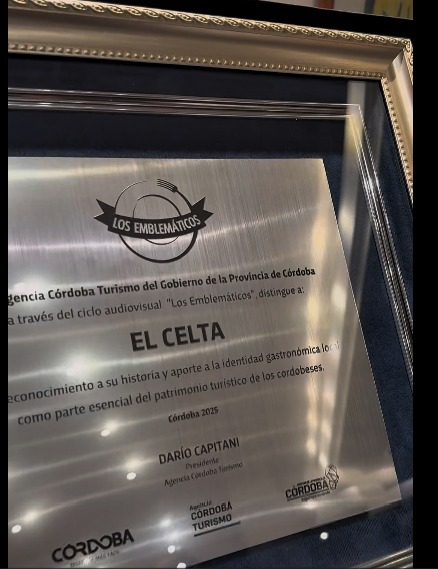 LOS EMBLEMÁTICOS
gencia Córdoba Turismo del Gobierno de la Provincia de Córdoba
a través del ciclo audiovisual "Los Emblemáticos", distingue a:
EL CELTA
econocimiento a su historia y aporte a la identidad gastronómica local
como parte esencial del patrimonio turístico de los cordobeses.
Córdoba 2025
DARÍO CAPITANI
Presidente
Agencia Córdoba Turismo
CÓRDOBA
AGENCIA
CÓRDOBA
TURISMO
CÓRDOBA